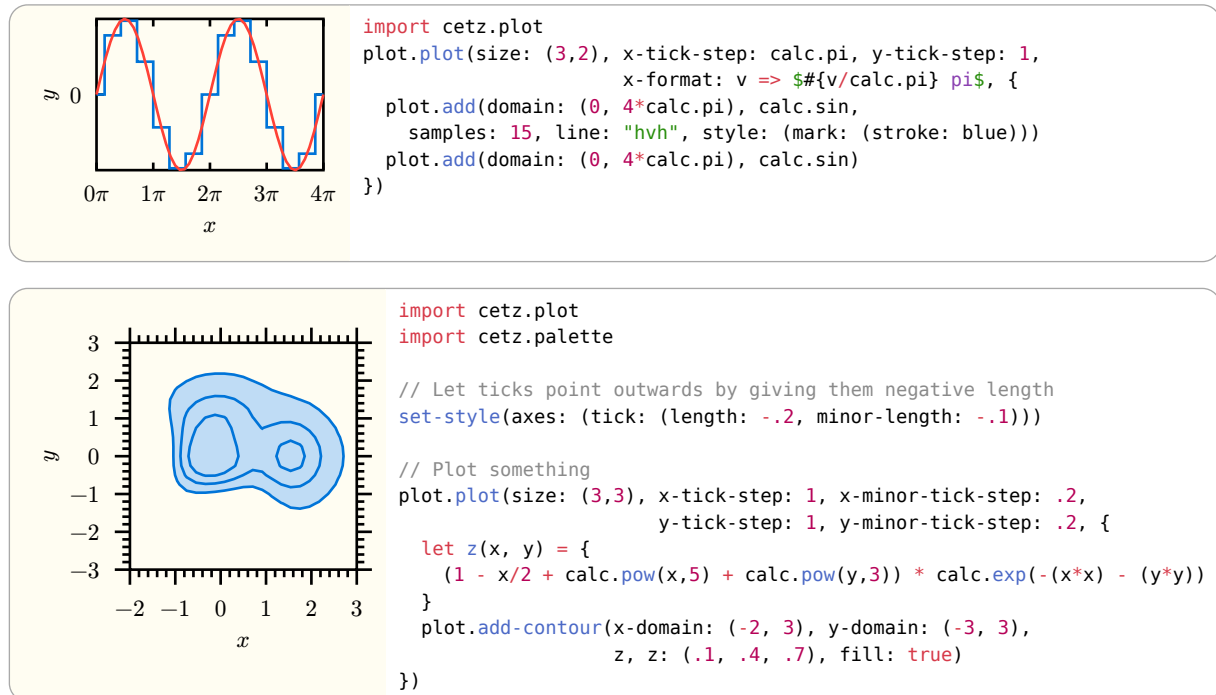 y
0
0π 1π 2π 3π 4π
x
import cetz.plot
plot.plot(size: (3,2), x-tick-step: calc.pi, y-tick-step: 1,
                         x-format: v => $#{v/calc.pi} pi$, {
  plot.add(domain: (0, 4*calc.pi), calc.sin,
    samples: 15, line: "hvh", style: (mark: (stroke: blue)))
  plot.add(domain: (0, 4*calc.pi), calc.sin)
})
3
2
1
y 0
−1
−2
−3
−2 −1 0 1 2 3
x
import cetz.plot
import cetz.palette

// Let ticks point outwards by giving them negative length
set-style(axes: (tick: (length: -.2, minor-length: -.1)))

// Plot something
plot.plot(size: (3,3), x-tick-step: 1, x-minor-tick-step: .2,
                         y-tick-step: 1, y-minor-tick-step: .2, {
  let z(x, y) = {
    (1 - x/2 + calc.pow(x,5) + calc.pow(y,3)) * calc.exp(-(x*x) - (y*y))
  }
  plot.add-contour(x-domain: (-2, 3), y-domain: (-3, 3),
                    z, z: (.1, .4, .7), fill: true)
})